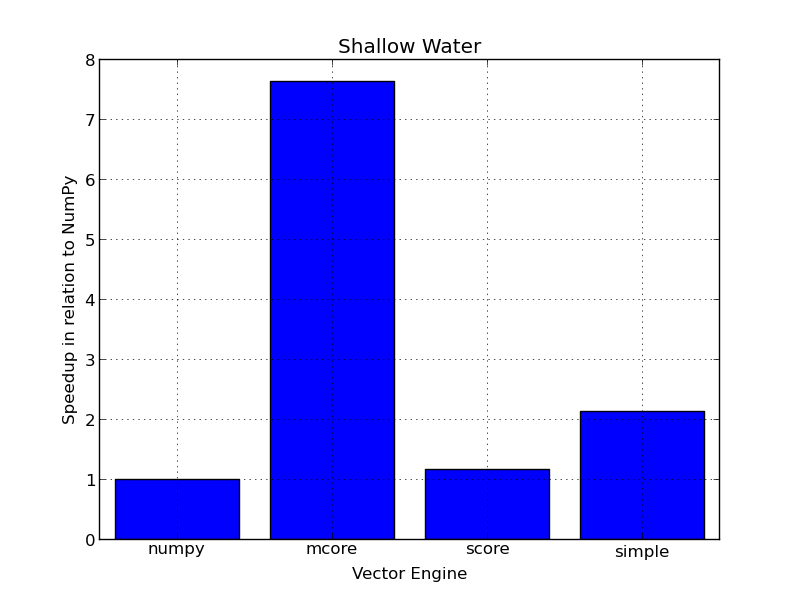 Shallow Water
Speedup in relation to NumPy
8
7
6
5
4
3
2
1
0
numpy mcore score simple
Vector Engine